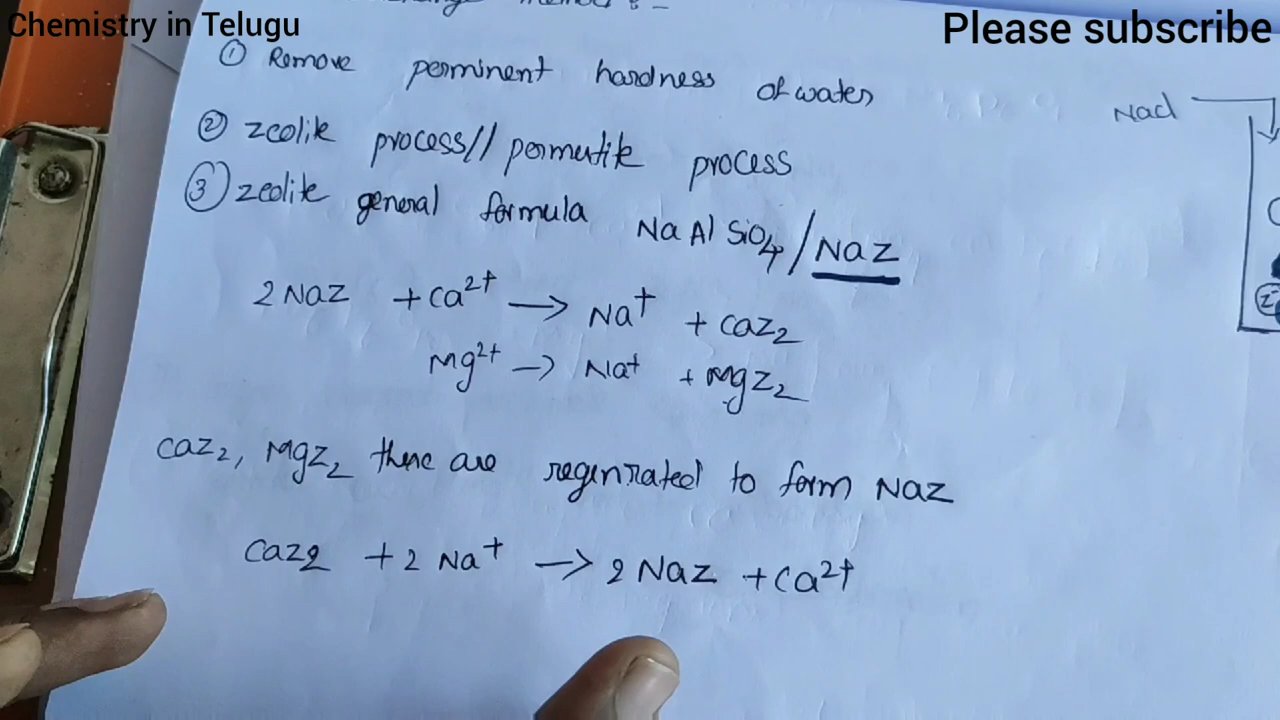 Chemistry in Telugu
Please subscribe
① Remove perminent hardness of water
② zeolite process// permutik process
③ zeolite general formula NaAlSiO4/NaZ
2NaZ + Ca²⁺ → Na⁺ + CaZ₂
Mg²⁺ → Na⁺ + MgZ₂
CaZ₂, MgZ₂ these are regenrated to form NaZ
CaZ2 + 2Na⁺ → 2NaZ + Ca²⁺
Nacl